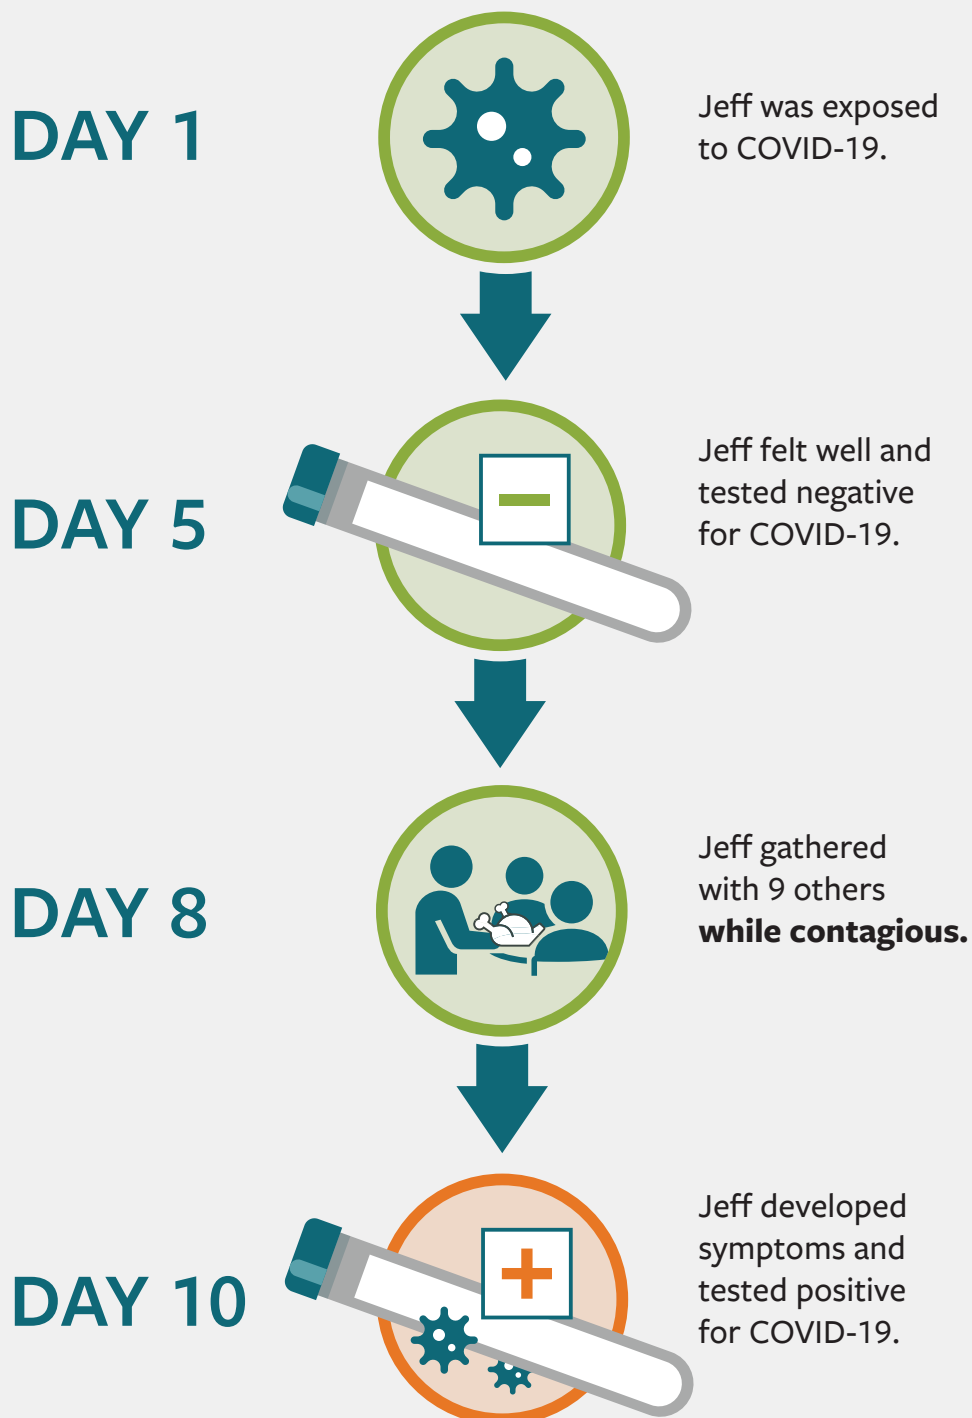 DAY 1
Jeff was exposed
to COVID-19.
DAY 5
Jeff felt well and
tested negative
for COVID-19.
DAY 8
Jeff gathered
with 9 others
while contagious.
DAY 10
Jeff developed
symptoms and
tested positive
for COVID-19.